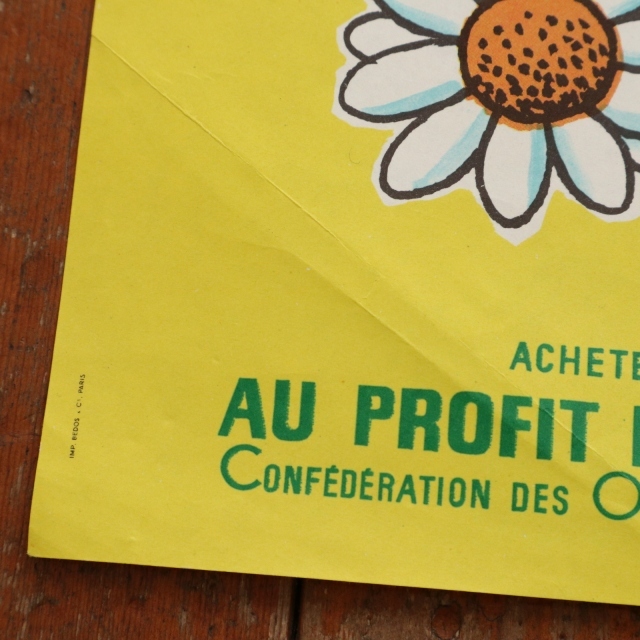 ACHETE
AU PROFIT
CONFÉDÉRATION DES
IMP. BEDOS & Cie. PARIS